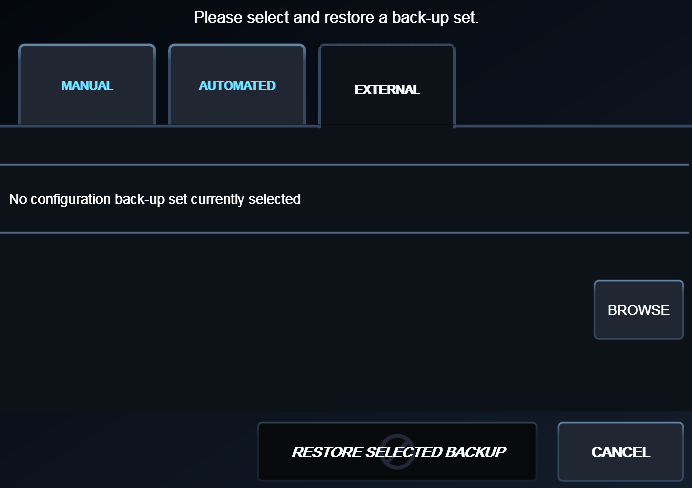 Please select and restore a back-up set.
MANUAL
AUTOMATED
EXTERNAL
No configuration back-up set currently selected
BROWSE
RESTORE SELECTED BACKUP
CANCEL